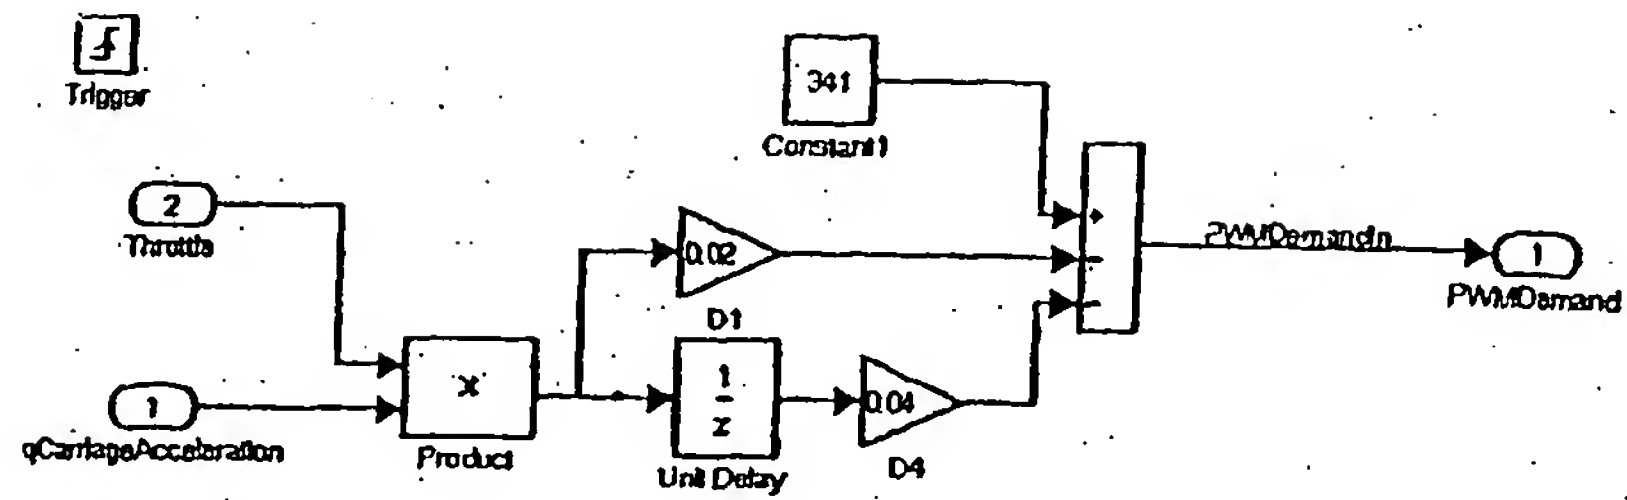 Trigger
341
Constant1
2
Throttle
+
0.02
−
PWMDemandIn
1
PWMDemand
−
D1
x
Product
1
z
Unit Delay
0.04
D4
1
qCarriageAcceleration